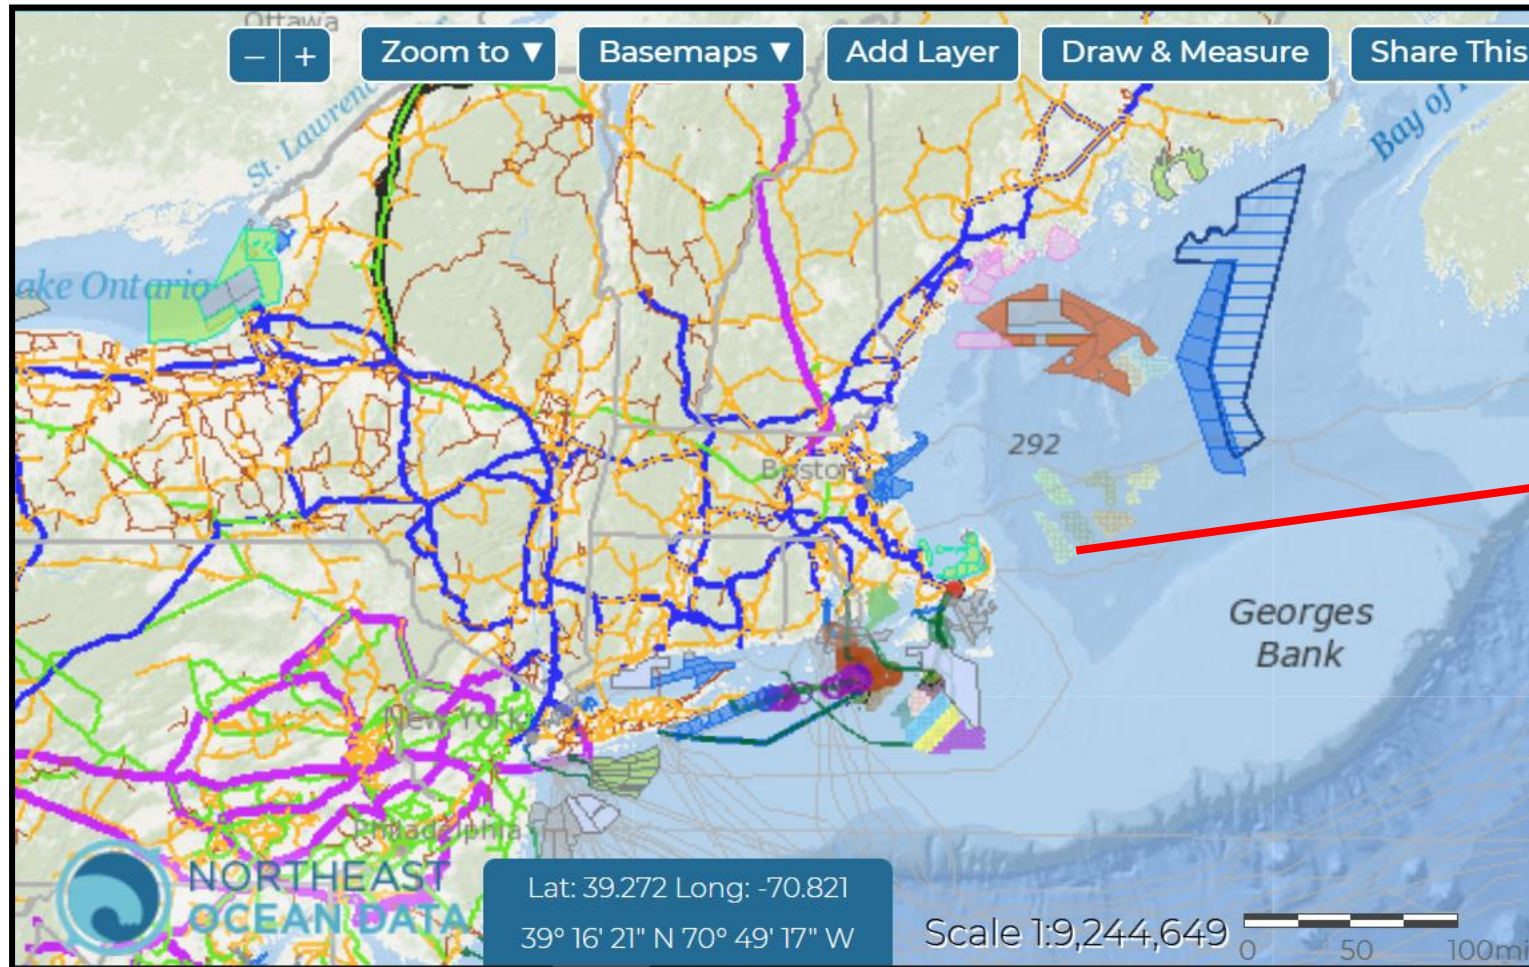 Ottawa
− + Zoom to ▼ Basemaps ▼ Add Layer Draw & Measure Share This
St. Lawrenc
Bay of
ake Ontario
292
Boston
Georges
Bank
New York
Philadelphia
NORTHEAST
OCEAN DATA
Lat: 39.272 Long: -70.821
39° 16' 21" N 70° 49' 17" W
Scale 1:9,244,649
0 50 100mi